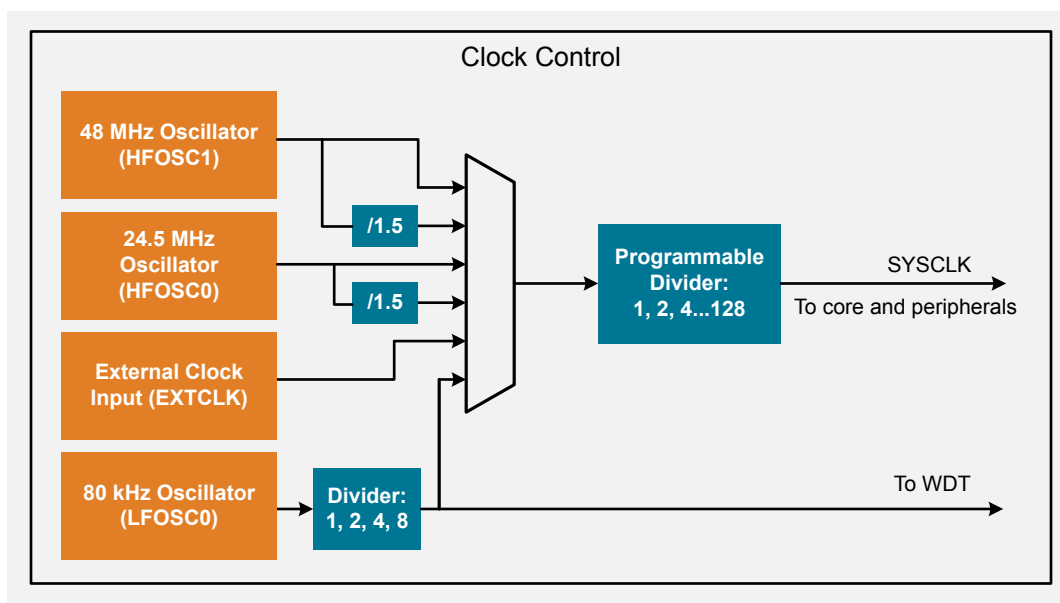 Clock Control
48 MHz Oscillator
(HFOSC1)
/1.5
24.5 MHz
Oscillator
(HFOSC0)
/1.5
External Clock
Input (EXTCLK)
80 kHz Oscillator
(LFOSC0)
Divider:
1, 2, 4, 8
Programmable
Divider:
1, 2, 4...128
SYSCLK
To core and peripherals
To WDT